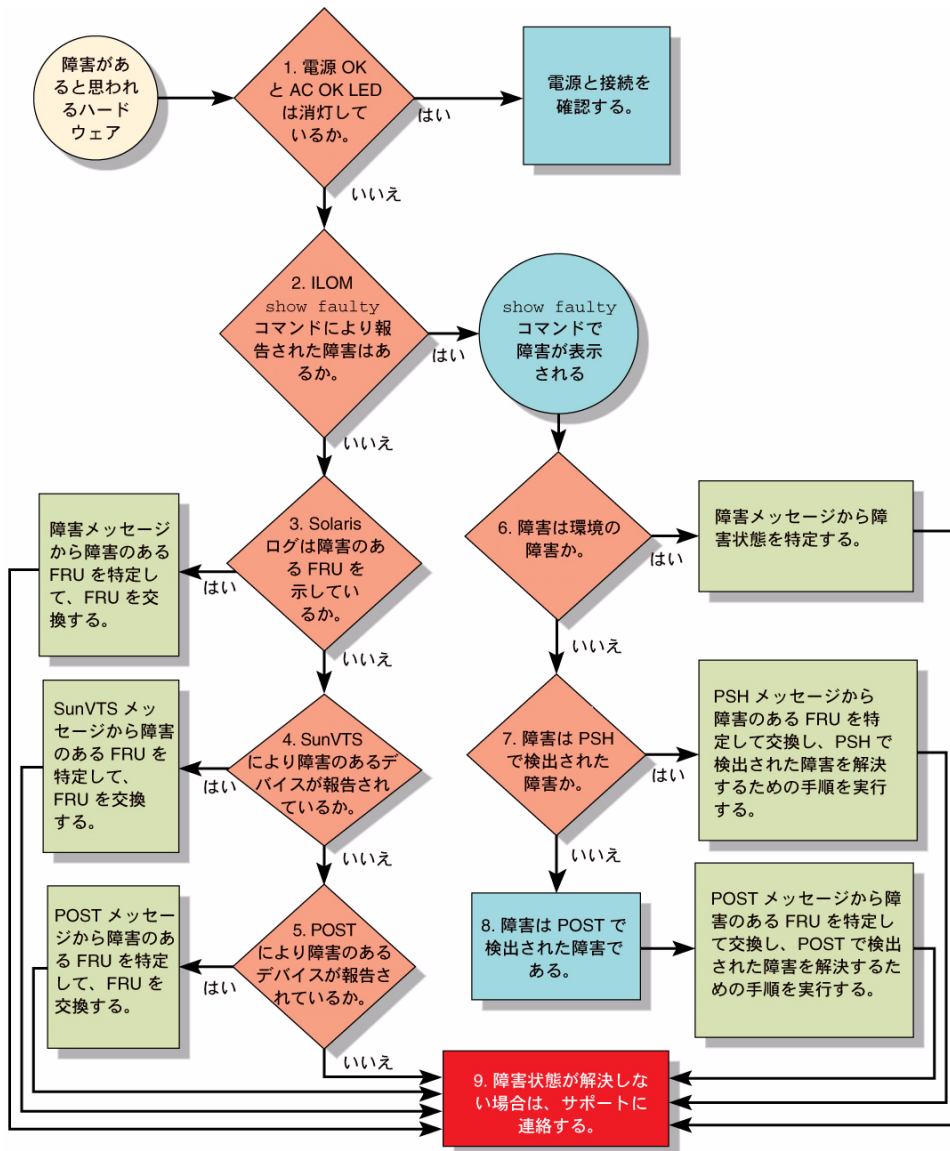 障害があ
ると思わ
れるハード
ウェア
1. 電源 OK
と AC OK LED
は消灯して
いるか。
はい
電源と接続を
確認する。
いいえ
2. ILOM
show faulty
コマンドにより報
告された障害はあ
るか。
はい
show faulty
コマンドで
障害が表示
される
いいえ
3. Solaris
ログは障害のあ
る FRU を
示している
か。
はい
障害メッセージ
から障害のある
FRU を特定し
て、FRU を交
換する。
6. 障害は環境の
障害か。
はい
障害メッセージから障
害状態を特定する。
いいえ
いいえ
SunVTS メッ
セージから障害
のある FRU を
特定して、
FRU を交換
する。
4. SunVTS
により障害のあるデ
バイスが報告され
ているか。
はい
7. 障害は PSH
で検出された
障害か。
はい
PSH メッセージから
障害のある FRU を特
定して交換し、PSH で
検出された障害を解決
するための手順を実行
する。
いいえ
いいえ
POST メッセー
ジから障害のあ
る FRU を特定
して、FRU を
交換する。
5. POST
により障害のある
デバイスが報告さ
れているか。
はい
8. 障害は POST で
検出された障害で
ある。
POST メッセージから障
害のある FRU を特定し
て交換し、POST で検出
された障害を解決するた
めの手順を実行する。
いいえ
9. 障害状態が解決しな
い場合は、サポートに
連絡する。